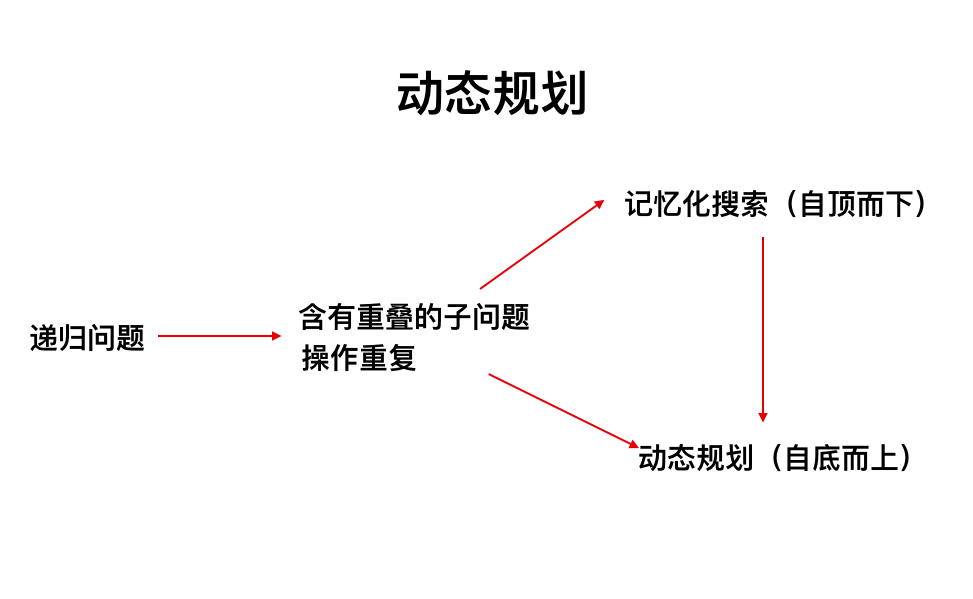 动态规划
记忆化搜索（自顶而下）
含有重叠的子问题
递归问题
操作重复
动态规划（自底而上）